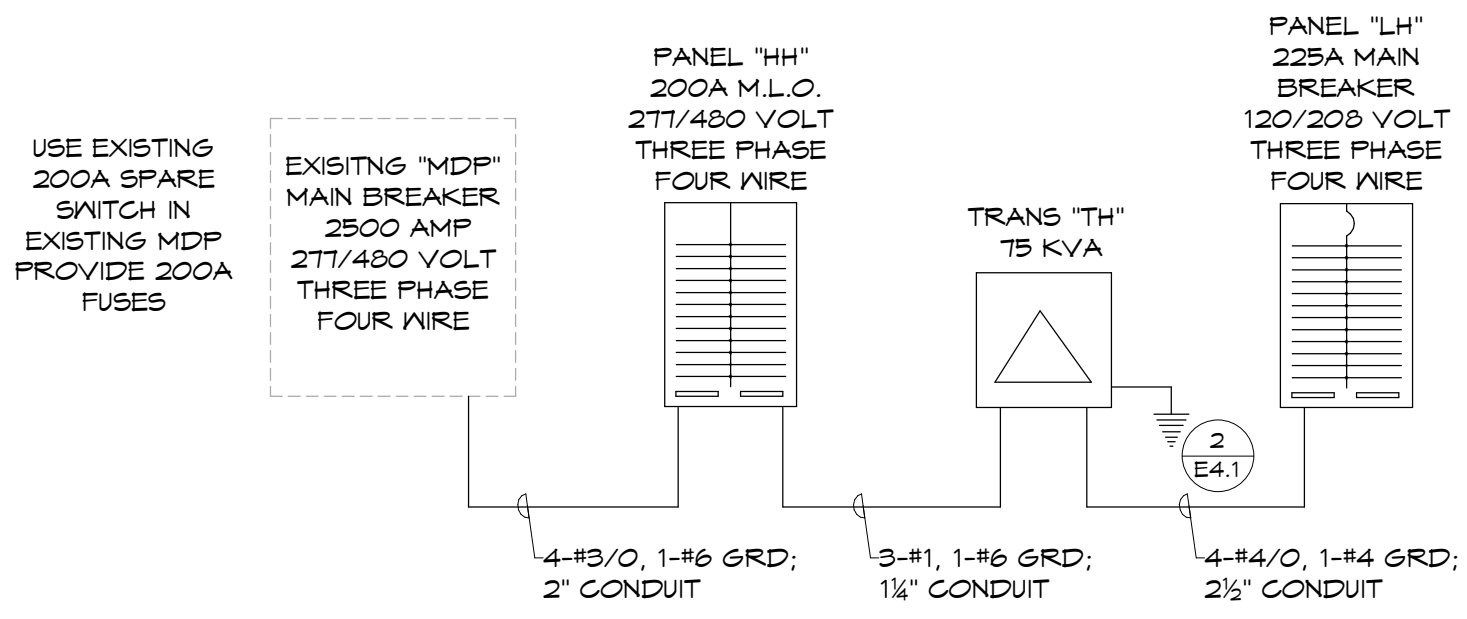 USE EXISTING
200A SPARE
SWITCH IN
EXISTING MDP
PROVIDE 200A
FUSES
EXISITNG "MDP"
MAIN BREAKER
2500 AMP
277/480 VOLT
THREE PHASE
FOUR WIRE
PANEL "HH"
200A M.L.O.
277/480 VOLT
THREE PHASE
FOUR WIRE
TRANS "TH"
75 KVA
PANEL "LH"
225A MAIN
BREAKER
120/208 VOLT
THREE PHASE
FOUR WIRE
2
E4.1
4-#3/0, 1-#6 GRD;
2" CONDUIT
3-#1, 1-#6 GRD;
1¼" CONDUIT
4-#4/0, 1-#4 GRD;
2½" CONDUIT